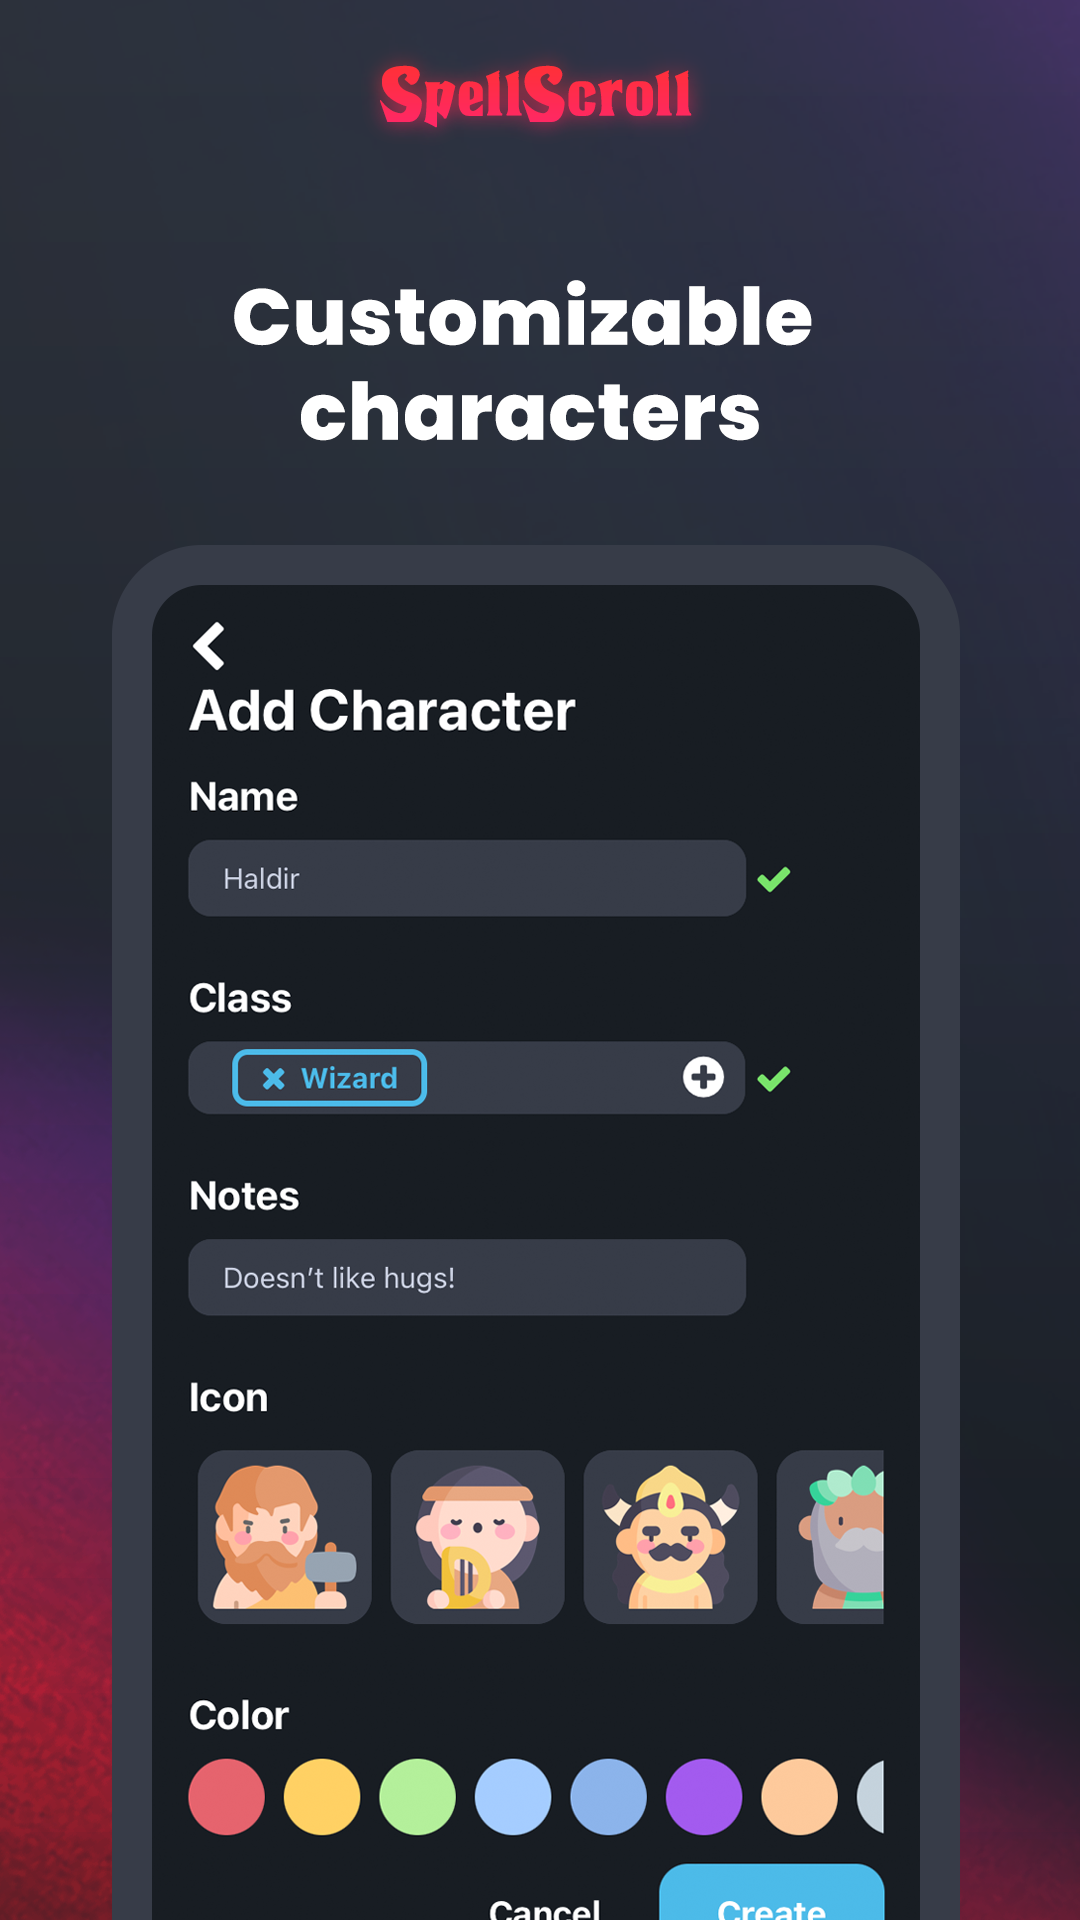 SpellScroll
Customizable
characters
Add Character
Name
Haldir
Class
Wizard
Notes
Doesn’t like hugs!
Icon
Color
Cancel
Create